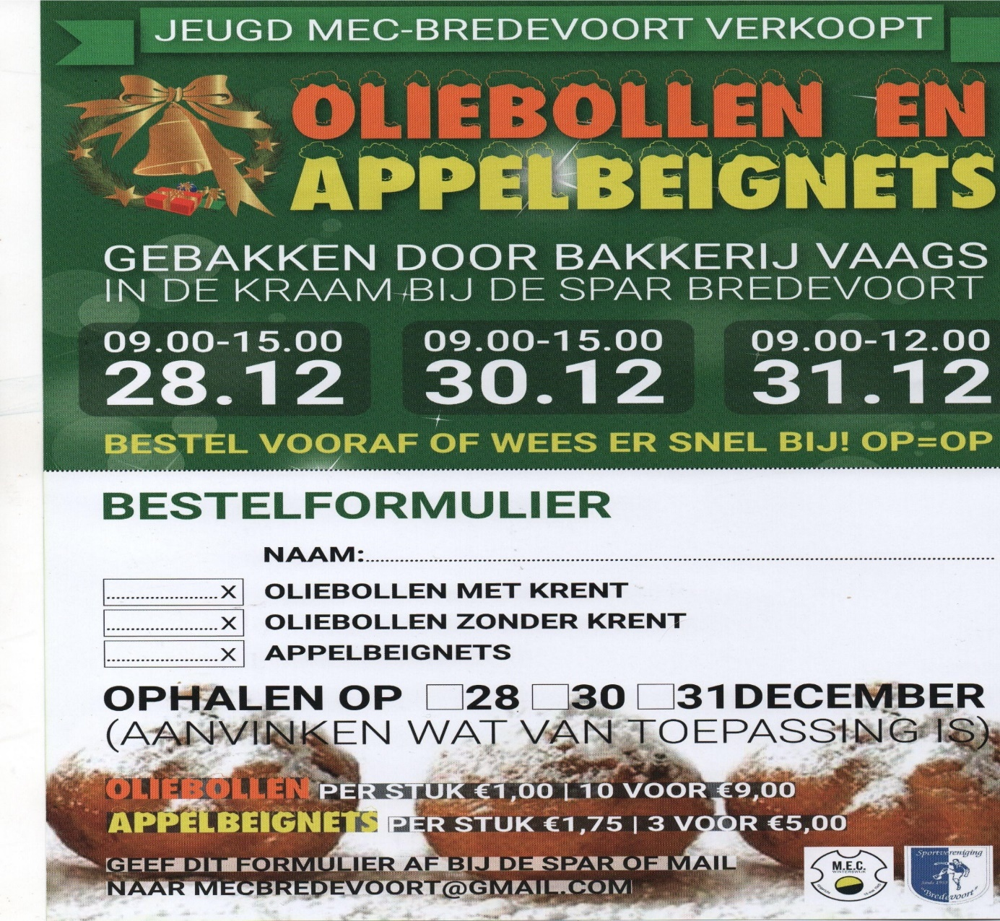 JEUGD MEC-BREDEVOORT VERKOOPT
OLIEBOLLEN EN
APPELBEIGNETS
GEBAKKEN DOOR BAKKERIJ VAAGS
IN DE KRAAM BIJ DE SPAR BREDEVOORT
09.00-15.00 09.00-15.00 09.00-12.00
28.12 30.12 31.12
BESTEL VOORAF OF WEES ER SNEL BIJ! OP=OP
BESTELFORMULIER
NAAM:
X OLIEBOLLEN MET KRENT
X OLIEBOLLEN ZONDER KRENT
X APPELBEIGNETS
OPHALEN OP 28 30 31 DECEMBER
(AANVINKEN WAT VAN TOEPASSING IS)
OLIEBOLLEN PER STUK €1,00 | 10 VOOR €9,00
APPELBEIGNETS PER STUK €1,75 | 3 VOOR €5,00
GEEF DIT FORMULIER AF BIJ DE SPAR OF MAIL
NAAR MECBREDEVOORT@GMAIL.COM
M.E.C.
WINTERSWIJK
Sportvereniging
Sinds
"Bredevoort"